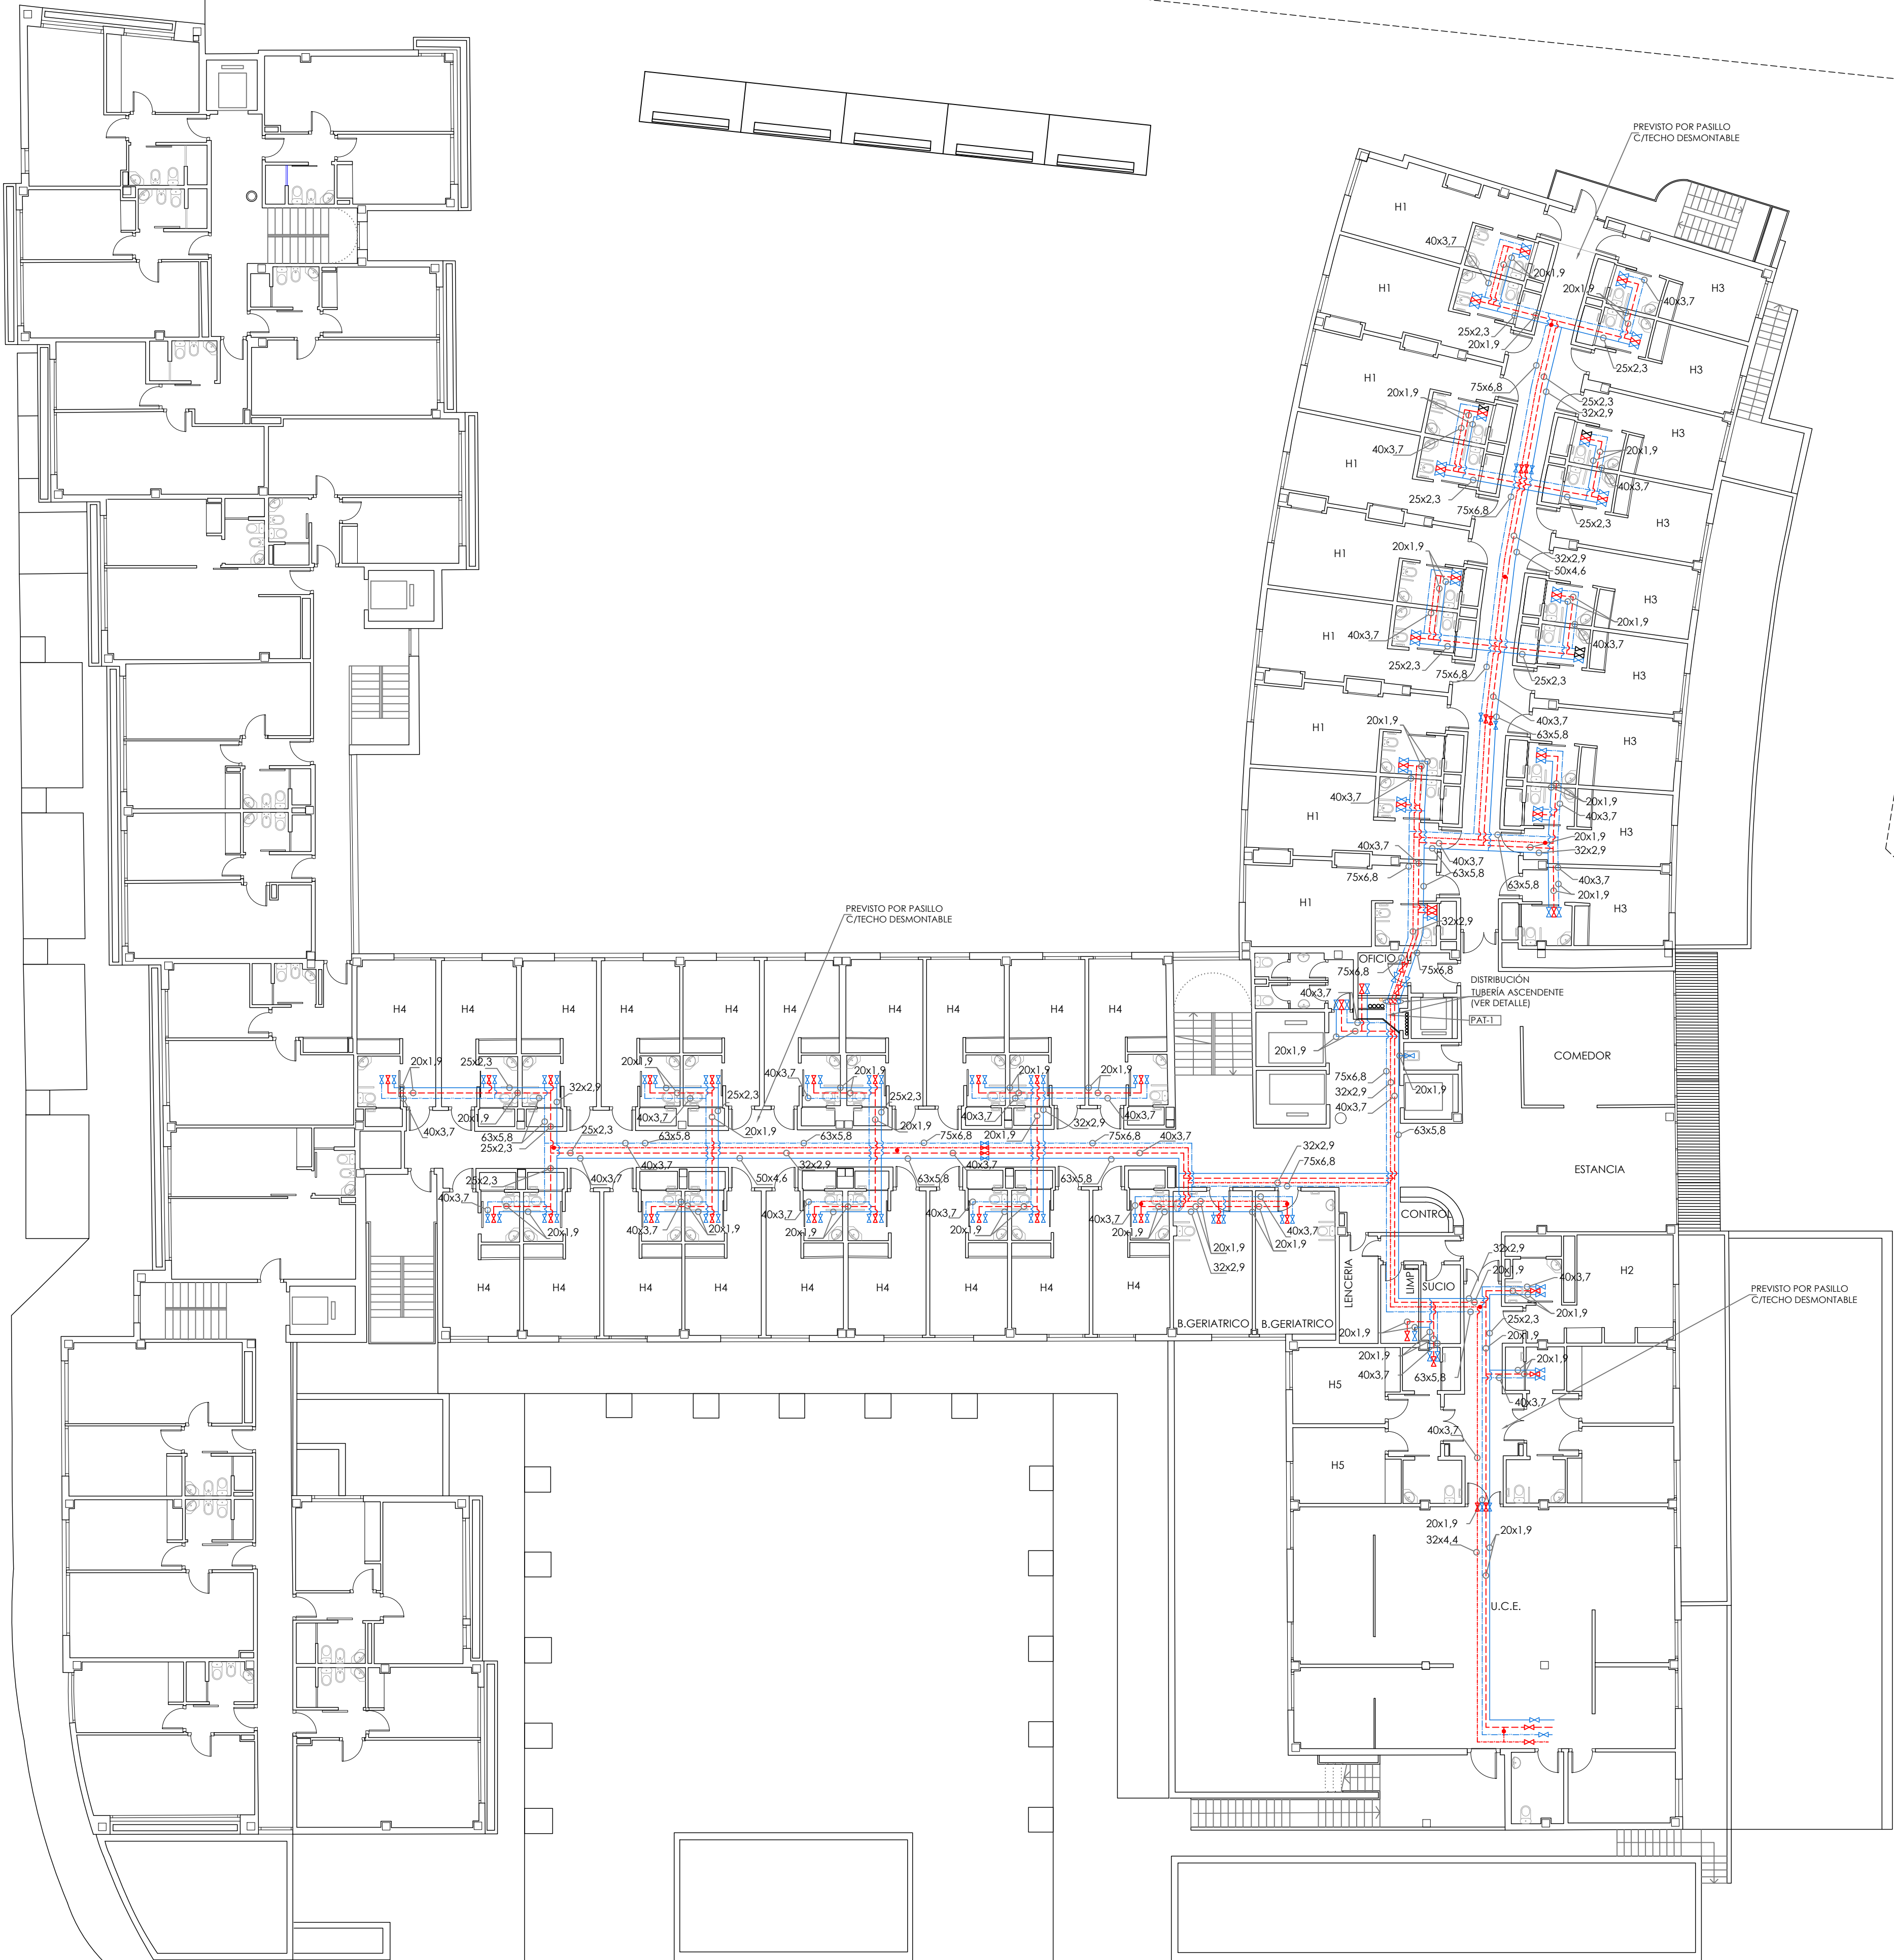 PREVISTO POR PASILLO
C/TECHO DESMONTABLE
H1
40x3,7
20x1,9
H1
20x1,9
H3
40x3,7
25x2,3
20x1,9
25x2,3
H3
75x6,8
H1
20x1,9
25x2,3
32x2,9
H3
20x1,9
40x3,7
H1
40x3,7
25x2,3
75x6,8
25x2,3
H3
H1
20x1,9
32x2,9
50x4,6
H3
20x1,9
H1
40x3,7
40x3,7
25x2,3
75x6,8
25x2,3
H3
H1
20x1,9
40x3,7
63x5,8
H3
40x3,7
20x1,9
40x3,7
H1
20x1,9
H3
40x3,7
32x2,9
75x6,8
40x3,7
63x5,8
63x5,8
40x3,7
20x1,9
H1
H3
32x2,9
PREVISTO POR PASILLO
C/TECHO DESMONTABLE
OFICIO
75x6,8
75x6,8
DISTRIBUCIÓN
TUBERÍA ASCENDENTE
(VER DETALLE)
40x3,7
PAT-1
20x1,9
COMEDOR
75x6,8
32x2,9
40x3,7
20x1,9
63x5,8
ESTANCIA
H4
H4
H4
H4
H4
H4
H4
H4
H4
H4
20x1,9
25x2,3
20x1,9
40x3,7
20x1,9
20x1,9
20x1,9
32x2,9
25x2,3
25x2,3
40x3,7
20x1,9
40x3,7
40x3,7
40x3,7
32x2,9
20x1,9
20x1,9
63x5,8
25x2,3
25x2,3
63x5,8
63x5,8
75x6,8
20x1,9
75x6,8
40x3,7
40x3,7
40x3,7
32x2,9
75x6,8
32x2,9
25x2,3
40x3,7
50x4,6
63x5,8
63x5,8
40x3,7
20x1,9
40x3,7
20x1,9
40x3,7
20x1,9
40x3,7
20x1,9
40x3,7
20x1,9
20x1,9
40x3,7
20x1,9
32x2,9
CONTROL
H4
H4
H4
H4
H4
H4
H4
H4
H4
B.GERIATRICO
B.GERIATRICO
LENCERIA
LIMP.
SUCIO
32x2,9
20x1,9
H2
40x3,7
20x1,9
PREVISTO POR PASILLO
C/TECHO DESMONTABLE
25x2,3
20x1,9
20x1,9
20x1,9
40x3,7
63x5,8
20x1,9
40x3,7
H5
40x3,7
H5
20x1,9
32x4,4
20x1,9
U.C.E.